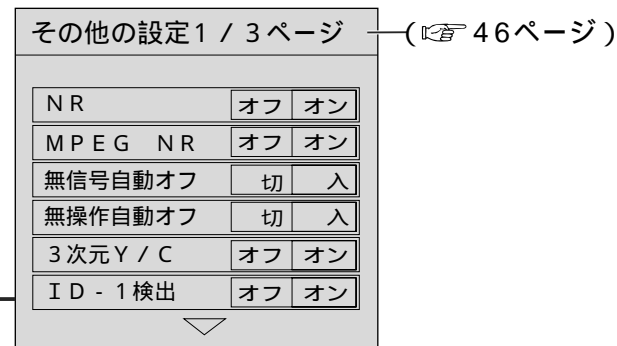 その他の設定1 / 3ページ (☞ 46ページ)
NR オフ オン
MPEG NR オフ オン
無信号自動オフ 切 入
無操作自動オフ 切 入
3次元Y/C オフ オン
ID-1検出 オフ オン